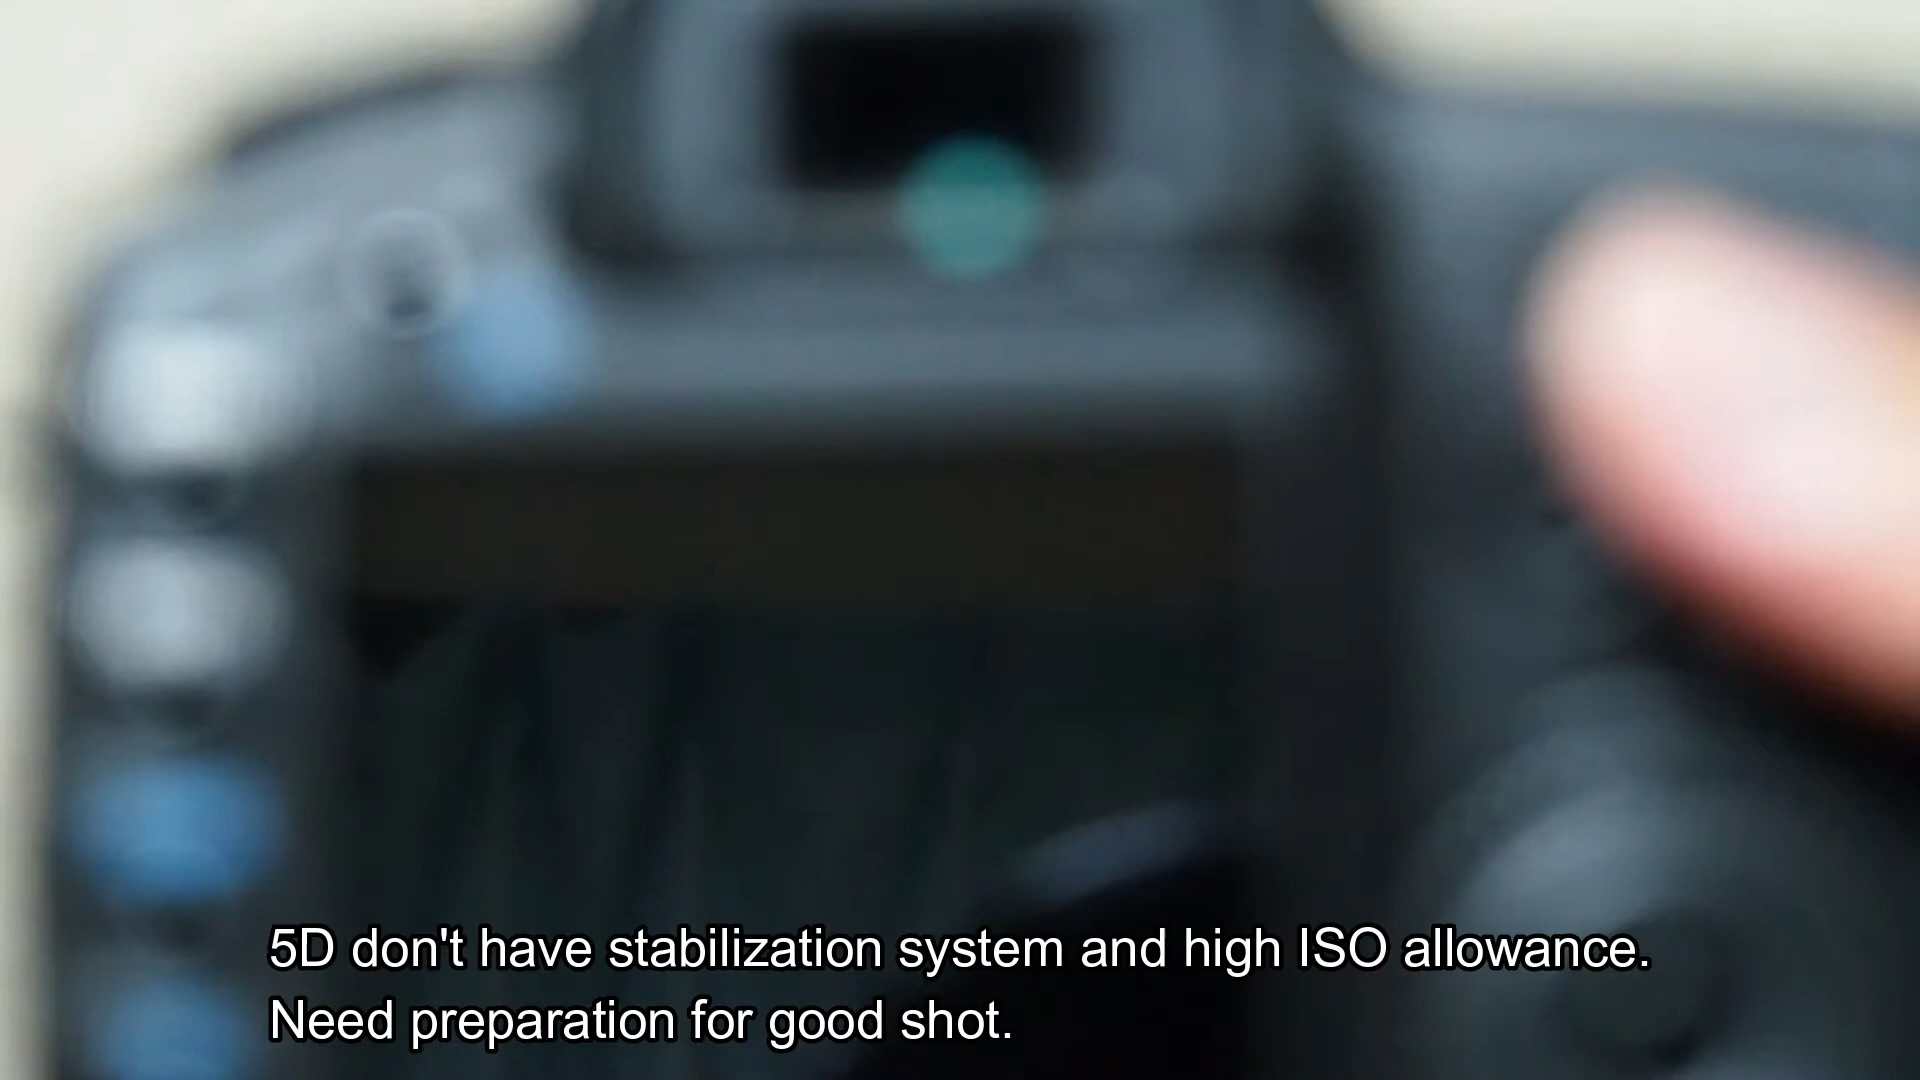 5D don't have stabilization system and high ISO allowance.
Need preparation for good shot.